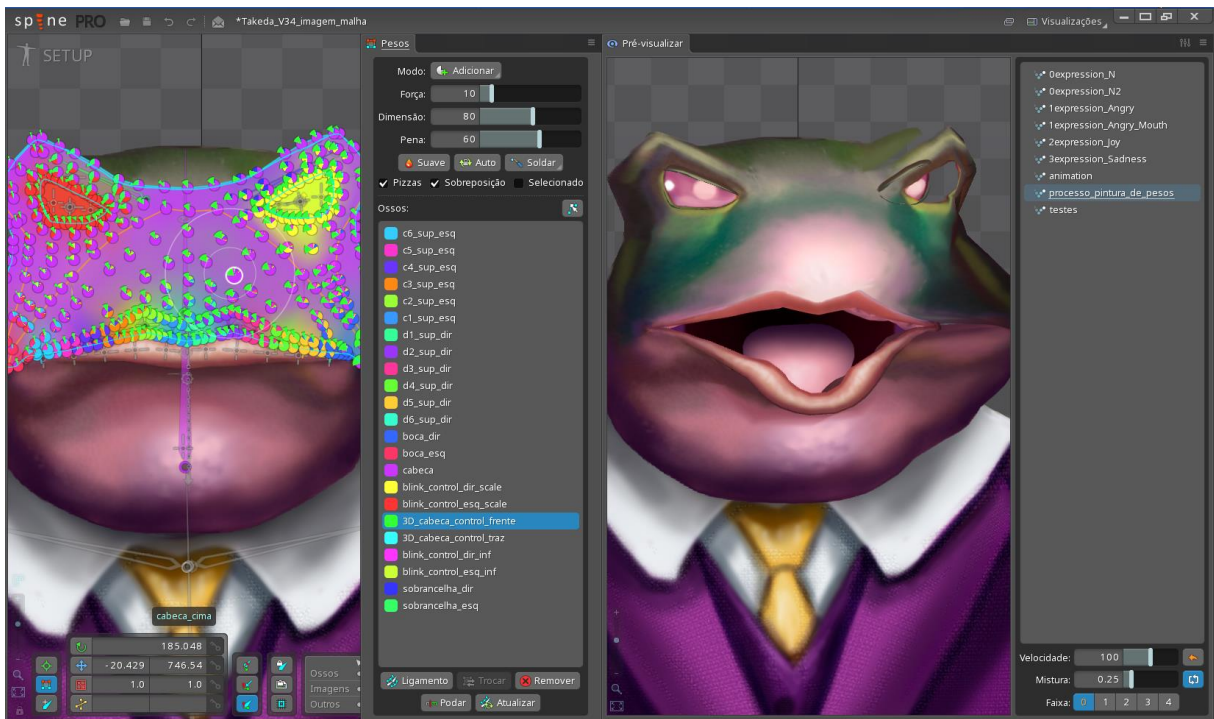 spine PRO
*Takeda_V34_imagem_malha
Visualizações
SETUP
Pesos
Modo: Adicionar
Força: 10
Dimensão: 80
Pena: 60
Suave Auto Soldar
Pizzas Sobreposição Selecionado
Ossos:
c6_sup_esq
c5_sup_esq
c4_sup_esq
c3_sup_esq
c2_sup_esq
c1_sup_esq
d1_sup_dir
d2_sup_dir
d3_sup_dir
d4_sup_dir
d5_sup_dir
d6_sup_dir
boca_dir
boca_esq
cabeca
blink_control_dir_scale
blink_control_esq_scale
3D_cabeca_control_frente
3D_cabeca_control_traz
blink_control_dir_inf
blink_control_esq_inf
sobrancelha_dir
sobrancelha_esq
Ligamento Trocar Remover
Podar Atualizar
cabeca_cima
185.048
-20.429 746.54
1.0 1.0
Ossos
Imagens
Outros
Pré-visualizar
0expression_N
0expression_N2
1expression_Angry
1expression_Angry_Mouth
2expression_Joy
3expression_Sadness
animation
processo_pintura_de_pesos
testes
Velocidade: 100
Mistura: 0.25
Faixa: 0 1 2 3 4